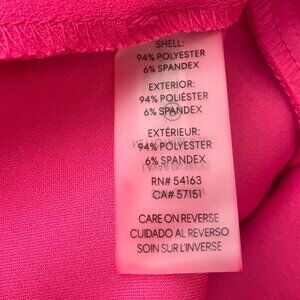 SHELL:
94% POLYESTER
6% SPANDEX
EXTERIOR:
94% POLIÉSTER
6% SPANDEX
EXTÉRIEUR:
94% POLYESTER
6% SPANDEX
RN# 54163
CA# 57151
CARE ON REVERSE
CUIDADO AL REVERSO
SOIN SUR L'INVERSE